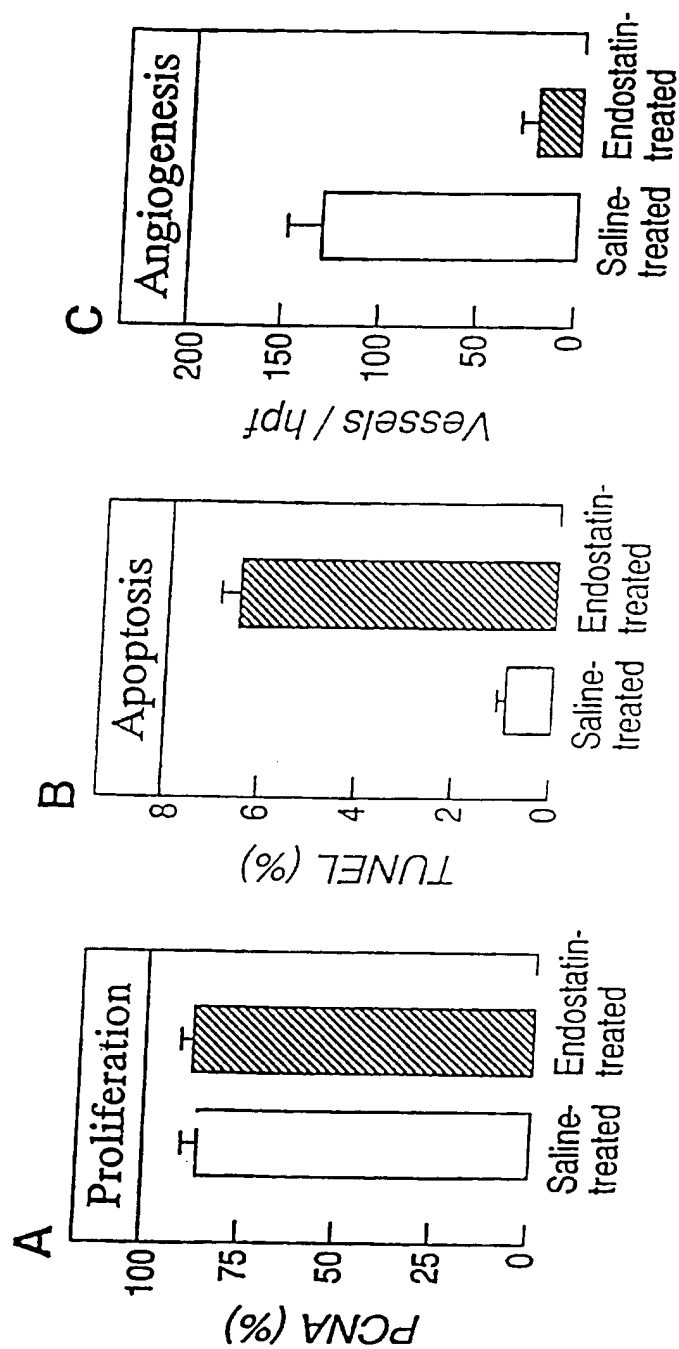 A
Proliferation
PCNA (%)
100
75
50
25
0
Saline-
treated
Endostatin-
treated
B
Apoptosis
TUNEL (%)
8
6
4
2
0
Saline-
treated
Endostatin-
treated
C
Angiogenesis
Vessels / hpf
200
150
100
50
0
Saline-
treated
Endostatin-
treated